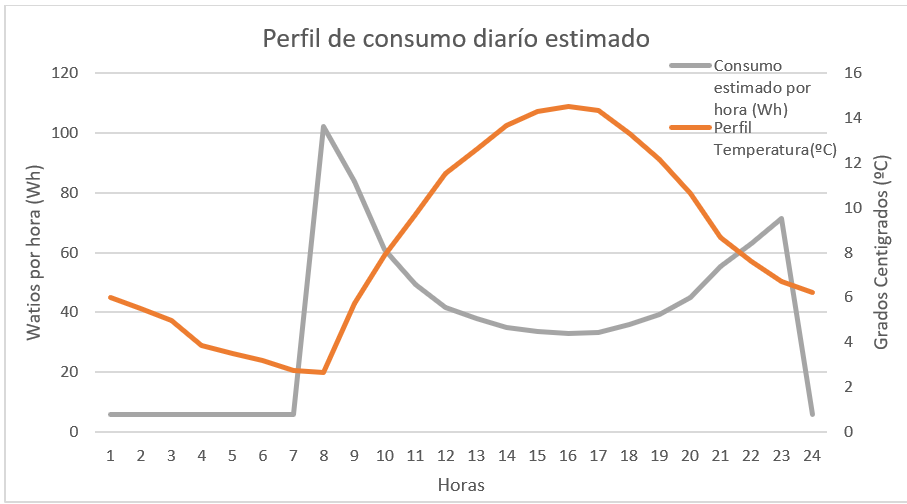 Perfil de consumo diarío estimado
120
100
80
60
40
20
0
Watios por hora (Wh)
Consumo
estimado por
hora (Wh)
Perfil
Temperatura(ºC)
16
14
12
10
8
6
4
2
0
Grados Centigrados (ºC)
1 2 3 4 5 6 7 8 9 10 11 12 13 14 15 16 17 18 19 20 21 22 23 24
Horas